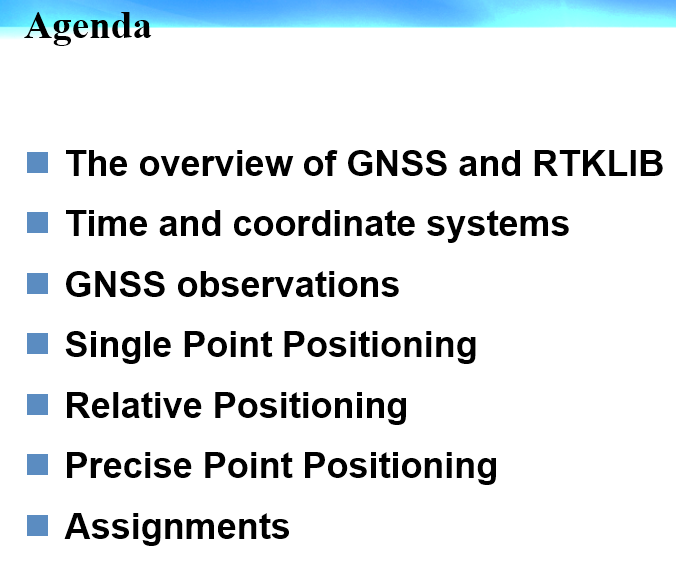 Agenda
The overview of GNSS and RTKLIB
Time and coordinate systems
GNSS observations
Single Point Positioning
Relative Positioning
Precise Point Positioning
Assignments